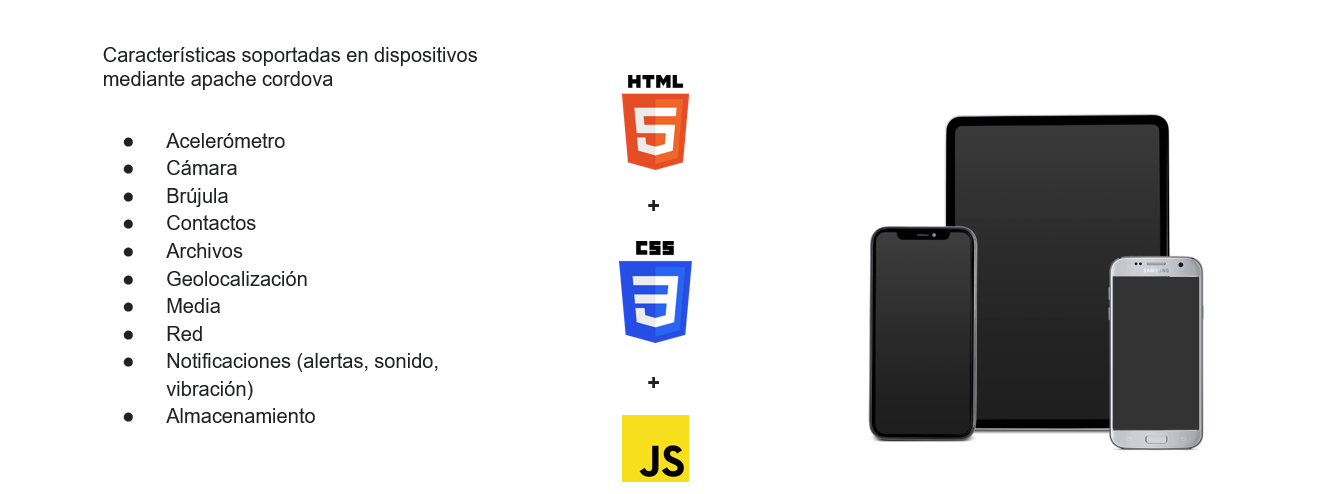 Características soportadas en dispositivos
mediante apache cordova
● Acelerómetro
● Cámara
● Brújula
● Contactos
● Archivos
● Geolocalización
● Media
● Red
● Notificaciones (alertas, sonido,
vibración)
● Almacenamiento
HTML
5
+
CSS
3
+
JS
SAMSUNG